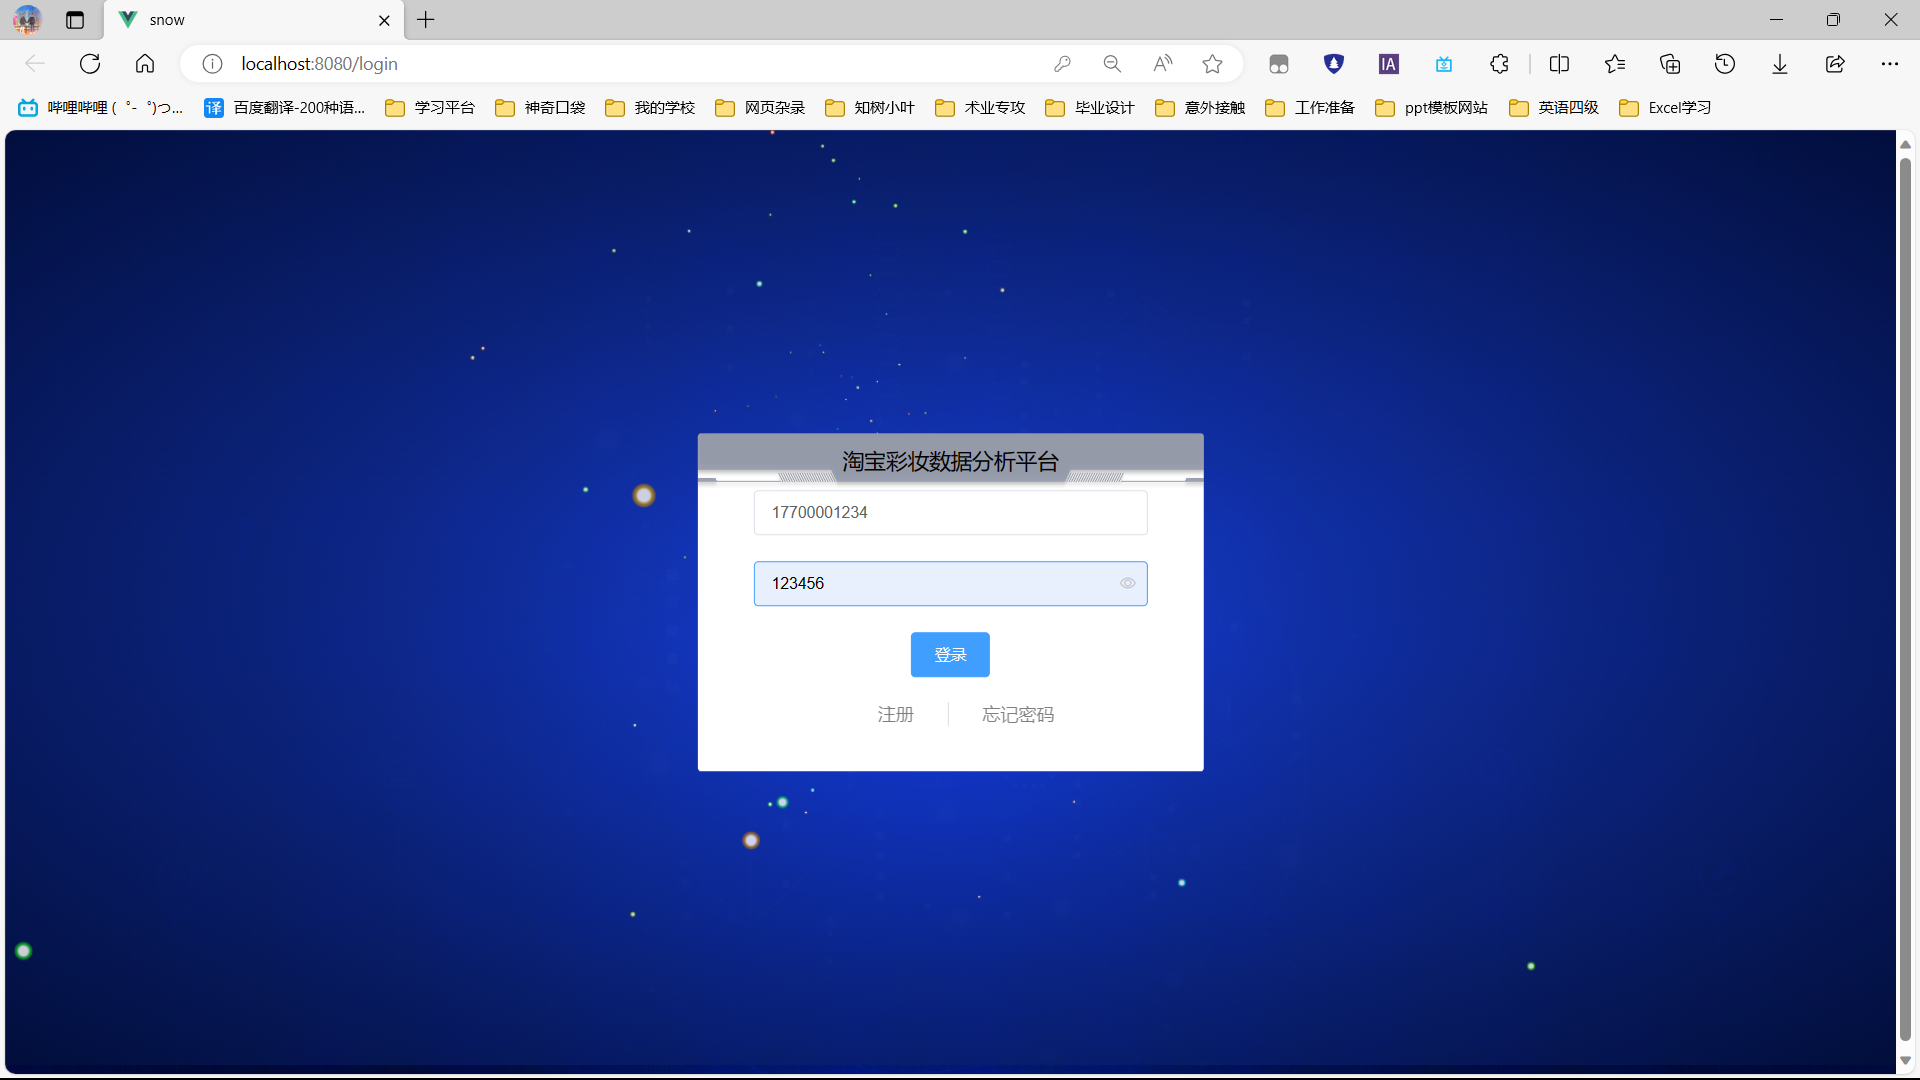 snow
localhost:8080/login
哔哩哔哩 (゜-゜)つ...
译 百度翻译-200种语...
学习平台
神奇口袋
我的学校
网页杂录
知树小叶
术业专攻
毕业设计
意外接触
工作准备
ppt模板网站
英语四级
Excel学习
IA
淘宝彩妆数据分析平台
17700001234
123456
登录
注册
忘记密码